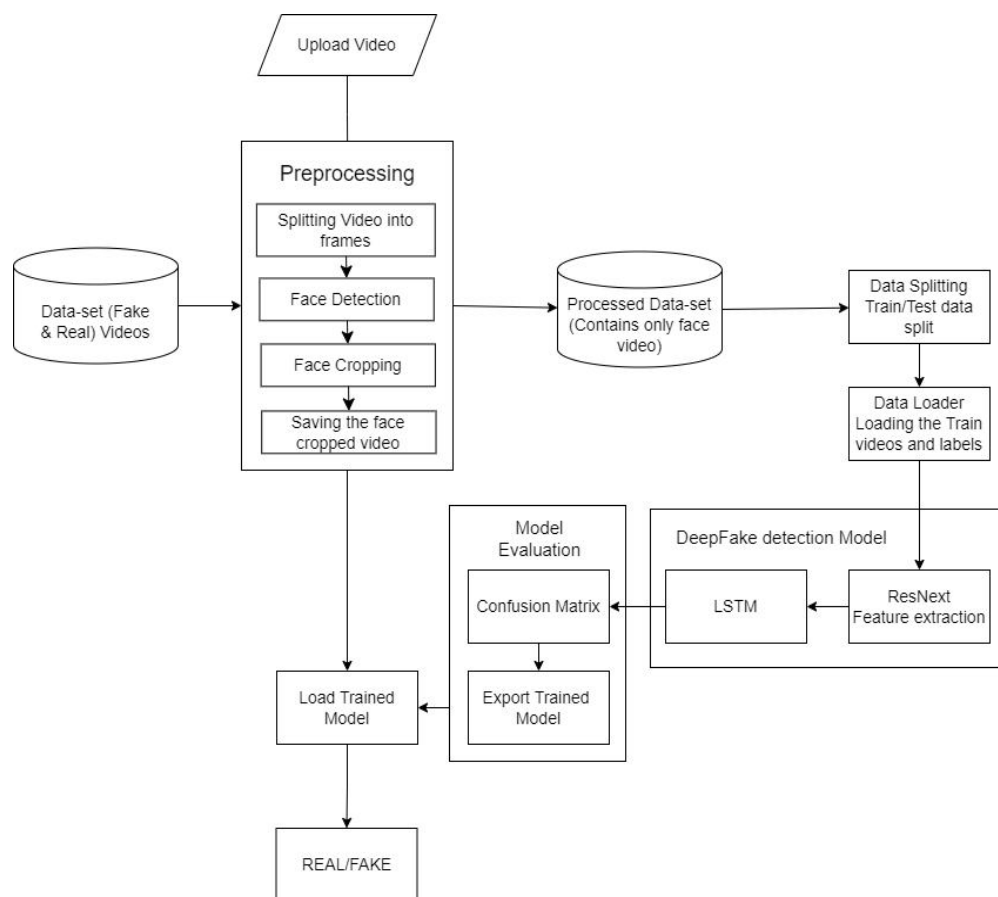 Upload Video
Preprocessing
Splitting Video into
frames
Face Detection
Face Cropping
Saving the face
cropped video
Data-set (Fake
& Real) Videos
Processed Data-set
(Contains only face
video)
Data Splitting
Train/Test data
split
Data Loader
Loading the Train
videos and labels
DeepFake detection Model
ResNext
Feature extraction
LSTM
Model
Evaluation
Confusion Matrix
Export Trained
Model
Load Trained
Model
REAL/FAKE